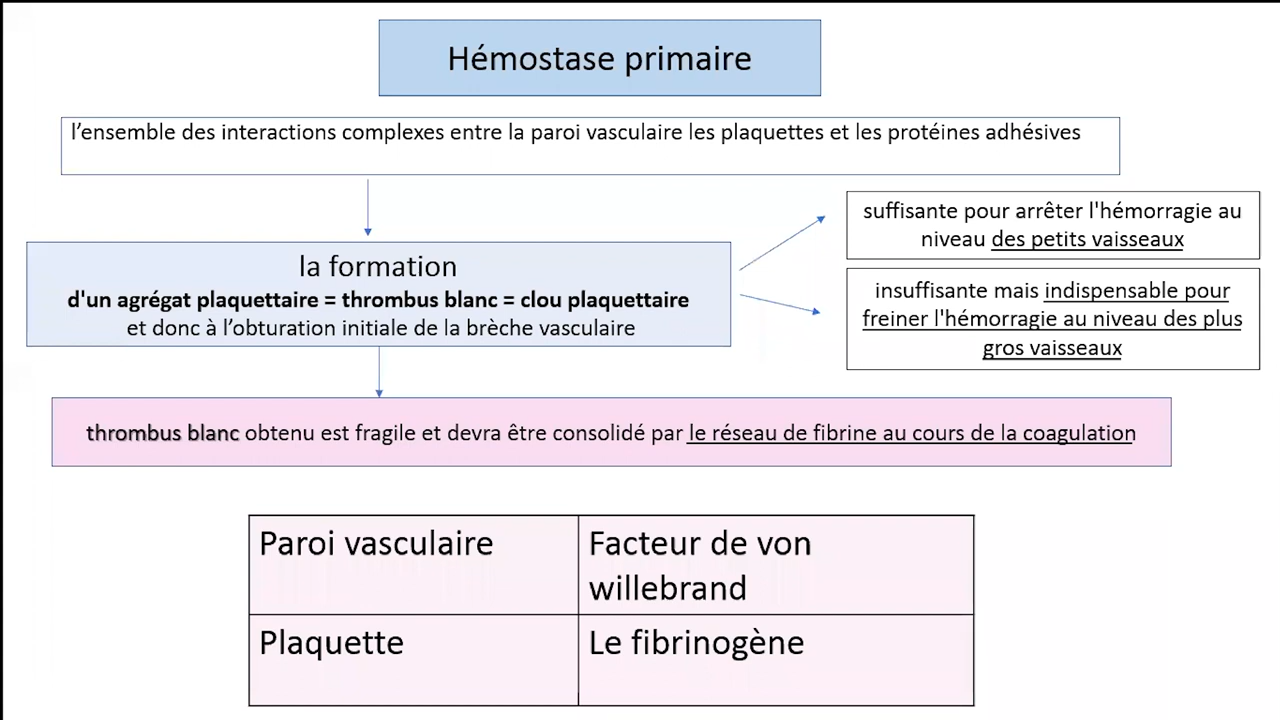 Hémostase primaire
l’ensemble des interactions complexes entre la paroi vasculaire les plaquettes et les protéines adhésives
suffisante pour arrêter l'hémorragie au
niveau des petits vaisseaux
la formation
d'un agrégat plaquettaire = thrombus blanc = clou plaquettaire
et donc à l’obturation initiale de la brèche vasculaire
insuffisante mais indispensable pour
freiner l'hémorragie au niveau des plus
gros vaisseaux
thrombus blanc obtenu est fragile et devra être consolidé par le réseau de fibrine au cours de la coagulation
Paroi vasculaire
Facteur de von
willebrand
Plaquette
Le fibrinogène